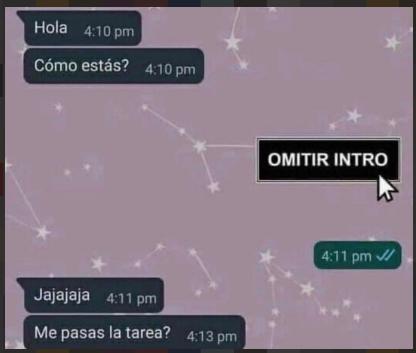 Hola 4:10 pm
Cómo estás? 4:10 pm
OMITIR INTRO
4:11 pm
Jajajaja 4:11 pm
Me pasas la tarea? 4:13 pm